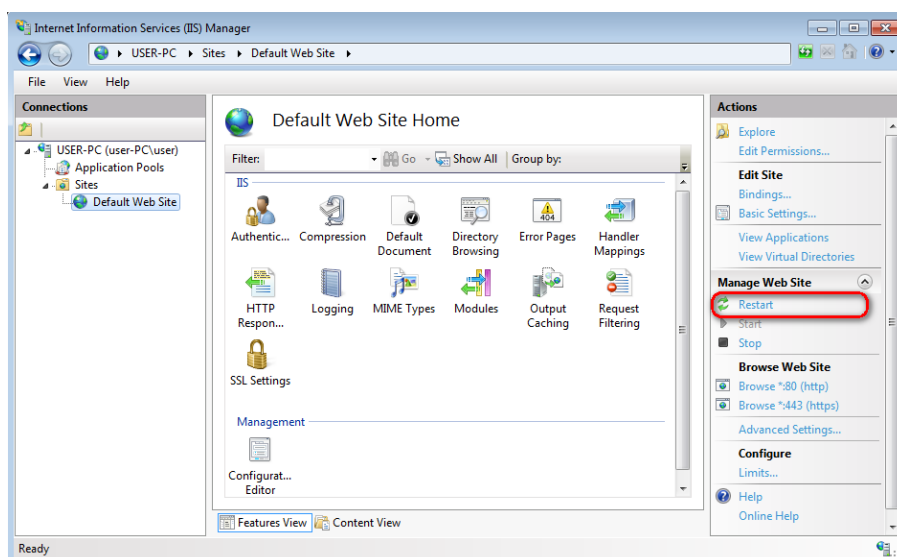 Internet Information Services (IIS) Manager
USER-PC Sites Default Web Site
File View Help
Connections
USER-PC (user-PC\user)
Application Pools
Sites
Default Web Site
Default Web Site Home
Filter: Go Show All Group by:
IIS
Authentic... Compression Default Document Directory Browsing Error Pages Handler Mappings
HTTP Respon... Logging MIME Types Modules Output Caching Request Filtering
SSL Settings
Management
Configurat... Editor
Features View Content View
Actions
Explore
Edit Permissions...
Edit Site
Bindings...
Basic Settings...
View Applications
View Virtual Directories
Manage Web Site
Restart
Start
Stop
Browse Web Site
Browse *:80 (http)
Browse *:443 (https)
Advanced Settings...
Configure
Limits...
Help
Online Help
Ready